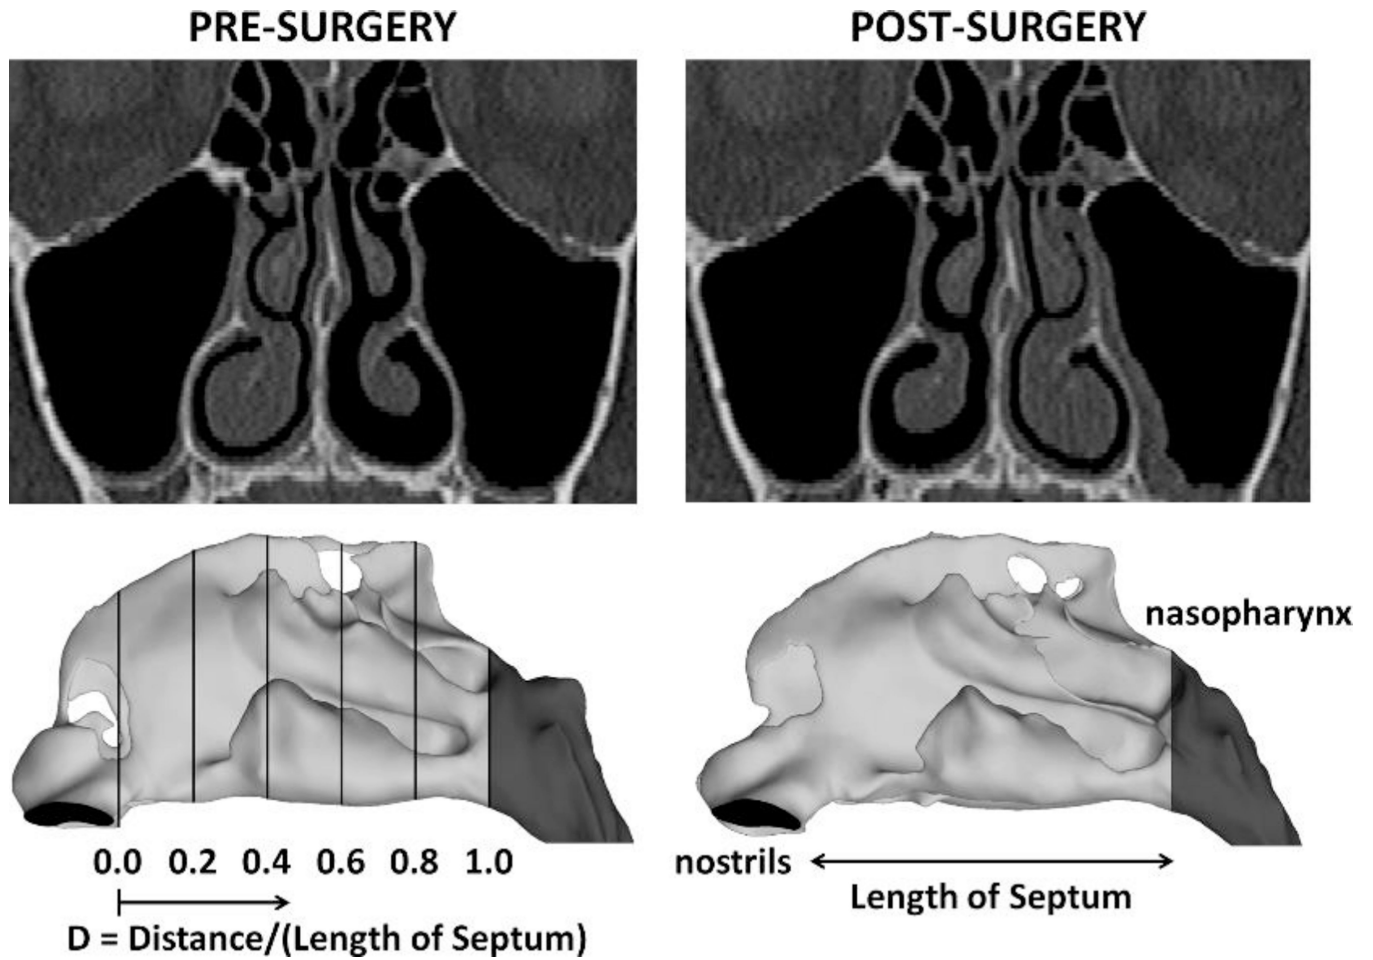 PRE-SURGERY
POST-SURGERY
nasopharynx
0.0 0.2 0.4 0.6 0.8 1.0
D = Distance/(Length of Septum)
nostrils
Length of Septum